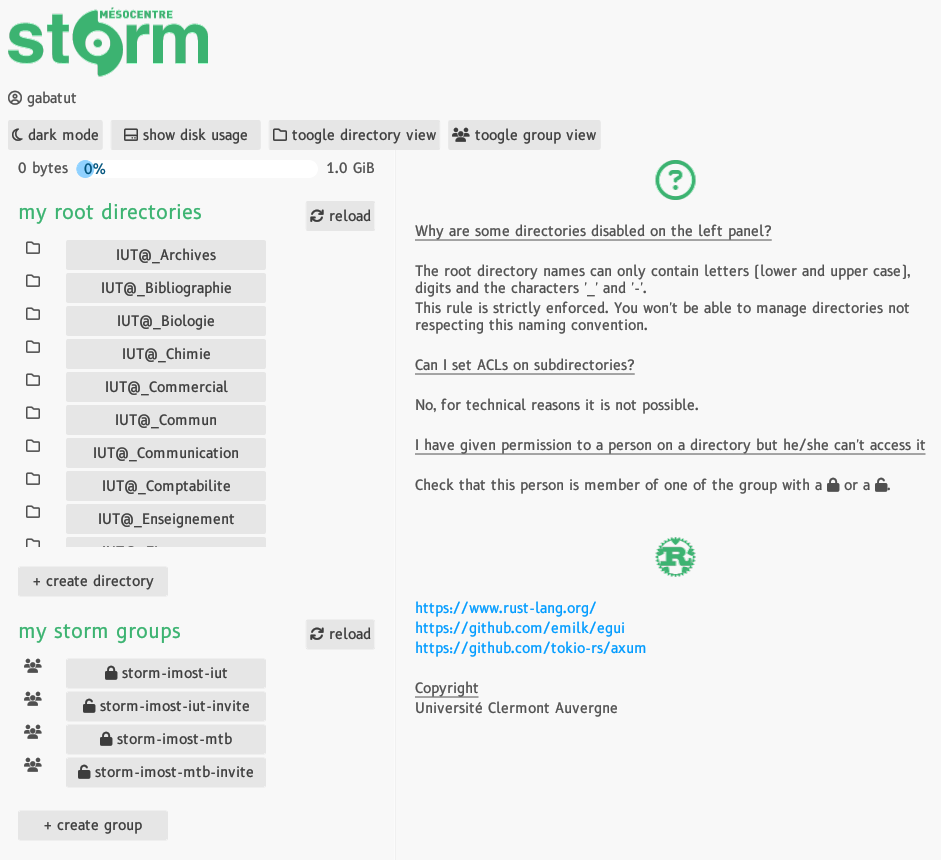 MÉSOCENTRE
storm
gabatut
dark mode show disk usage toogle directory view toogle group view
0 bytes 0% 1.0 GiB
my root directories reload
IUT@_Archives
IUT@_Bibliographie
IUT@_Biologie
IUT@_Chimie
IUT@_Commercial
IUT@_Commun
IUT@_Communication
IUT@_Comptabilite
IUT@_Enseignement
+ create directory
my storm groups reload
storm-imost-iut
storm-imost-iut-invite
storm-imost-mtb
storm-imost-mtb-invite
+ create group
?
Why are some directories disabled on the left panel?
The root directory names can only contain letters (lower and upper case),
digits and the characters '_' and '-'.
This rule is strictly enforced. You won't be able to manage directories not
respecting this naming convention.
Can I set ACLs on subdirectories?
No, for technical reasons it is not possible.
I have given permission to a person on a directory but he/she can't access it
Check that this person is member of one of the group with a or a .
R
https://www.rust-lang.org/
https://github.com/emilk/egui
https://github.com/tokio-rs/axum
Copyright
Université Clermont Auvergne